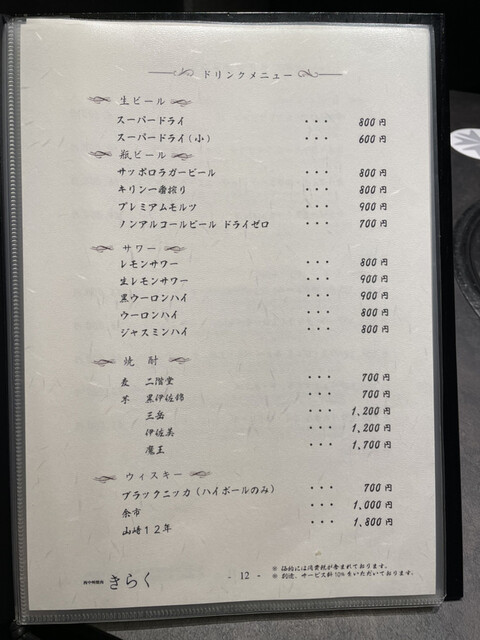 ドリンクメニュー
生ビール
スーパードライ ・・・ 800円
スーパードライ(小) ・・・ 600円
瓶ビール
サッポロラガービール ・・・ 800円
キリン一番搾り ・・・ 800円
プレミアムモルツ ・・・ 900円
ノンアルコールビール ドライゼロ ・・・ 700円
サワー
レモンサワー ・・・ 800円
生レモンサワー ・・・ 900円
黒ウーロンハイ ・・・ 900円
ウーロンハイ ・・・ 800円
ジャスミンハイ ・・・ 800円
焼酎
麦 二階堂 ・・・ 700円
芋 黒伊佐錦 ・・・ 700円
三岳 ・・・ 1,200円
伊佐美 ・・・ 1,200円
魔王 ・・・ 1,700円
ウィスキー
ブラックニッカ(ハイボールのみ) ・・・ 700円
余市 ・・・ 1,000円
山崎12年 ・・・ 1,800円
※ 価格には消費税が含まれております。
※ 別途、サービス料10%をいただいております。
きらく
- 12 -